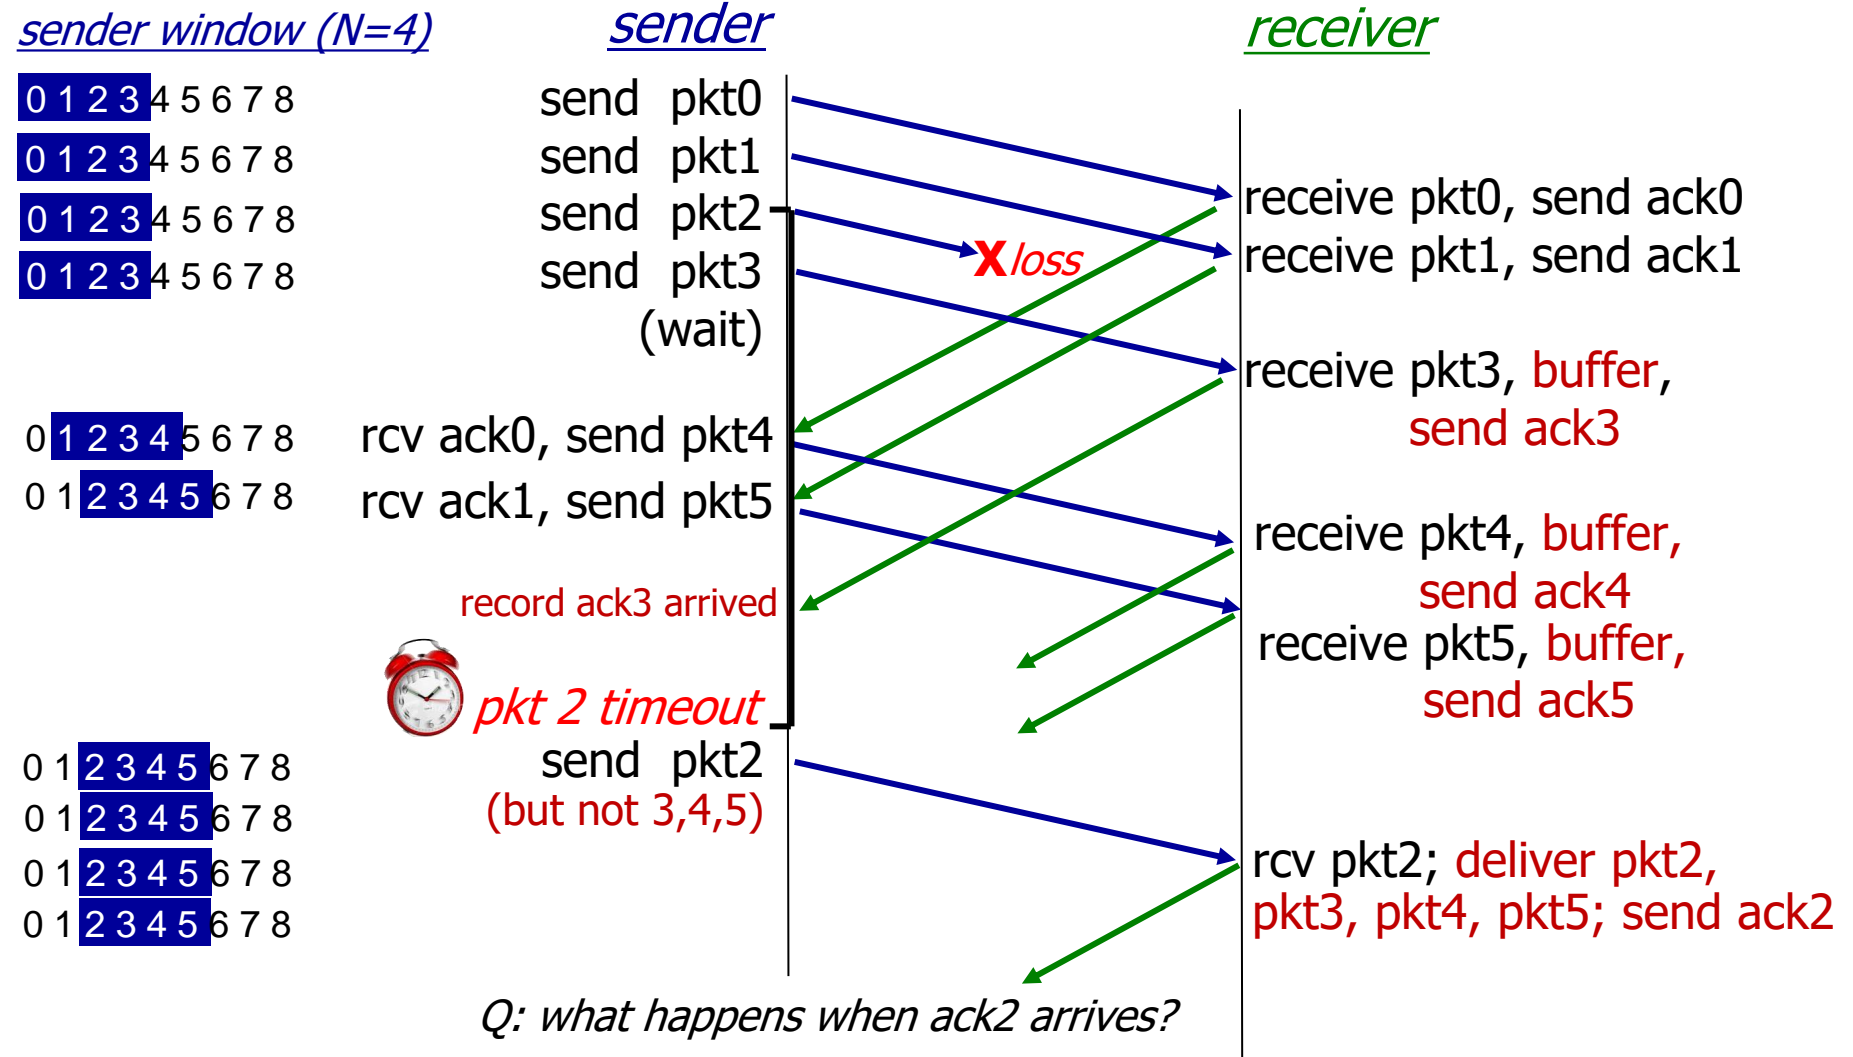 sender window (N=4) sender receiver
0 1 2 3 4 5 6 7 8 send pkt0
0 1 2 3 4 5 6 7 8 send pkt1
receive pkt0, send ack0
0 1 2 3 4 5 6 7 8 send pkt2
X loss
receive pkt1, send ack1
0 1 2 3 4 5 6 7 8 send pkt3
(wait)
receive pkt3, buffer,
send ack3
0 1 2 3 4 5 6 7 8 rcv ack0, send pkt4
0 1 2 3 4 5 6 7 8 rcv ack1, send pkt5
receive pkt4, buffer,
send ack4
record ack3 arrived
receive pkt5, buffer,
send ack5
pkt 2 timeout
0 1 2 3 4 5 6 7 8 send pkt2
0 1 2 3 4 5 6 7 8 (but not 3,4,5)
0 1 2 3 4 5 6 7 8 rcv pkt2; deliver pkt2,
0 1 2 3 4 5 6 7 8 pkt3, pkt4, pkt5; send ack2
Q: what happens when ack2 arrives?